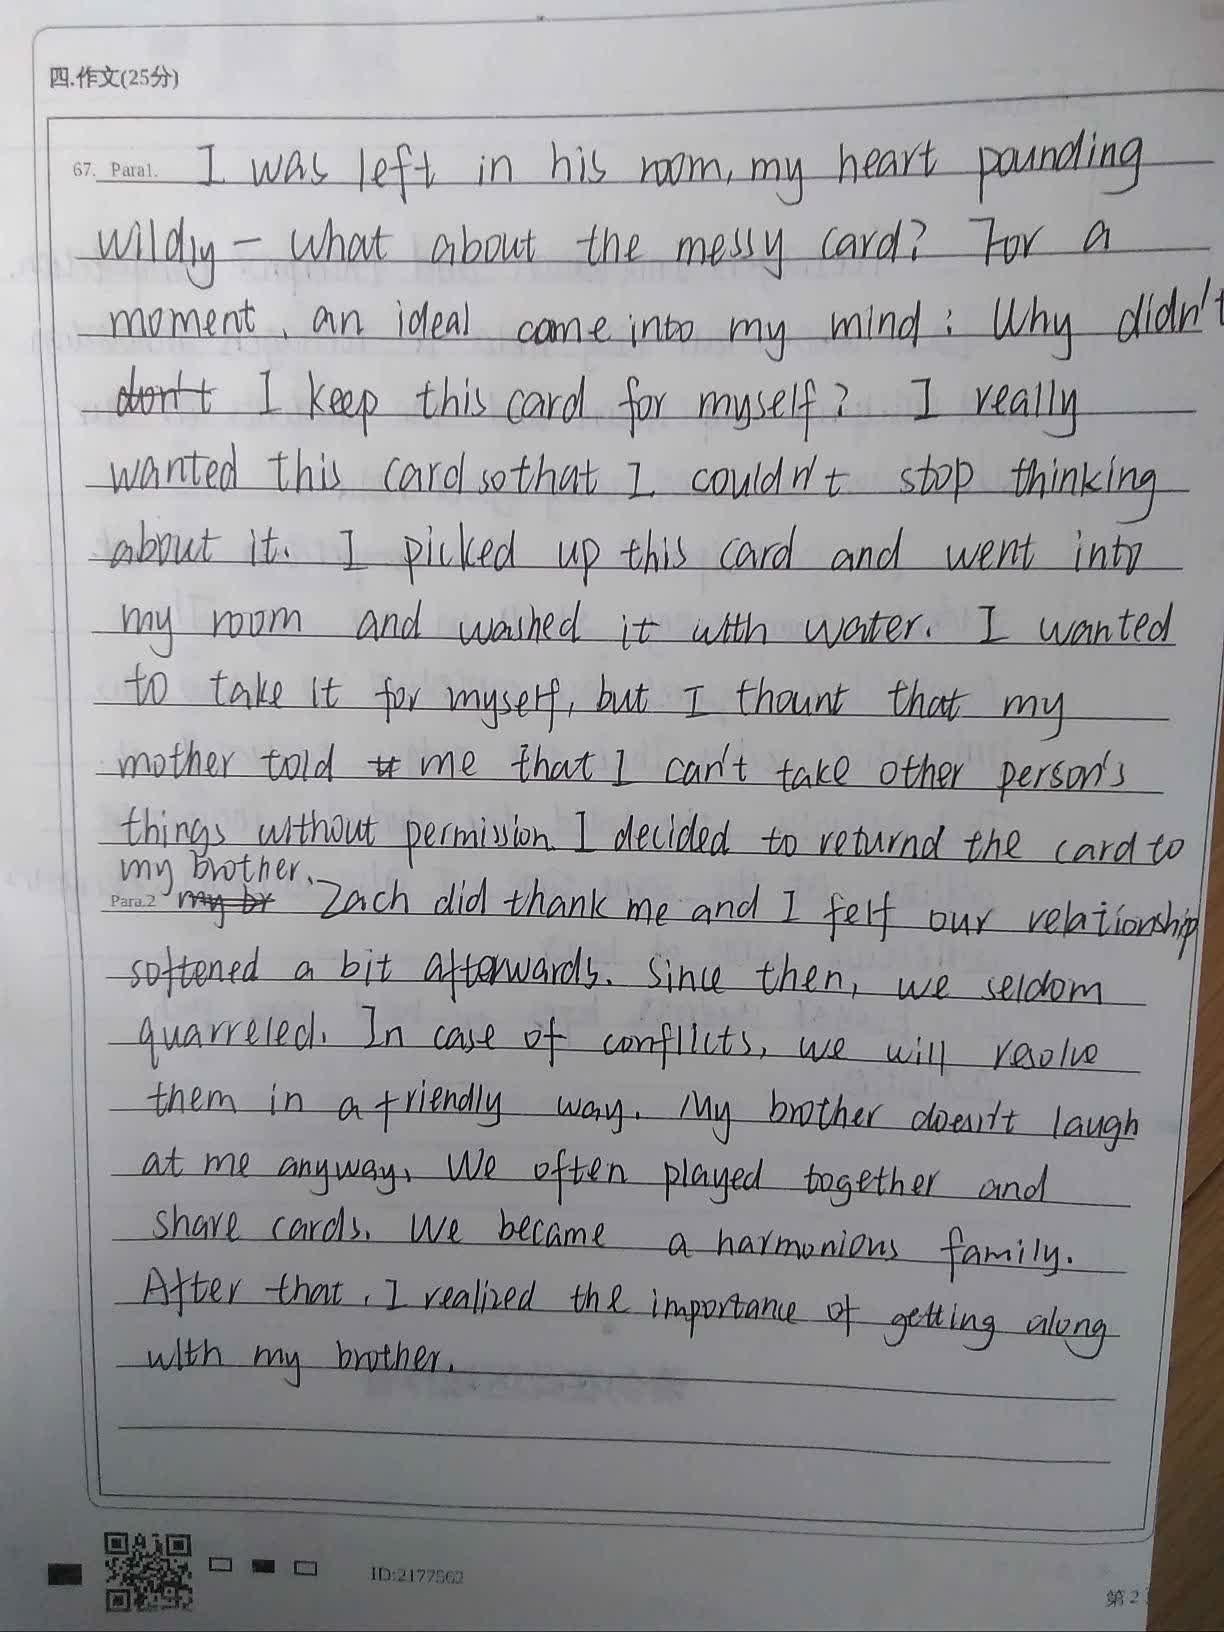 四.作文(25分)
67. Para1. I was left in his room, my heart pounding
wildly – what about the messy card? For a
moment, an ideal came into my mind: Why didn't
don't I keep this card for myself? I really
wanted this card so that I couldn't stop thinking
about it. I picked up this card and went into
my room and washed it with water. I wanted
to take it for myself, but I thount that my
mother told me that I can't take other person's
things without permission. I decided to returnd the card to
my brother.
Para.2 my br Zach did thank me and I felt our relationship
softened a bit afterwards. Since then, we seldom
quarreled. In case of conflicts, we will resolve
them in a friendly way. My brother doesn't laugh
at me anyway. We often played together and
share cards. We became a harmonious family.
After that, I realized the importance of getting along
with my brother.
ID:2177562
第2